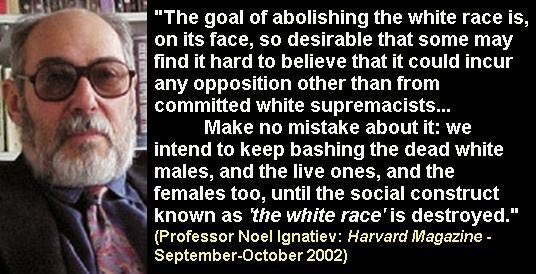 "The goal of abolishing the white race is,
on its face, so desirable that some may
find it hard to believe that it could incur
any opposition other than from
committed white supremacists...
Make no mistake about it: we
intend to keep bashing the dead white
males, and the live ones, and the
females too, until the social construct
known as 'the white race' is destroyed."
(Professor Noel Ignatiev: Harvard Magazine -
September-October 2002)